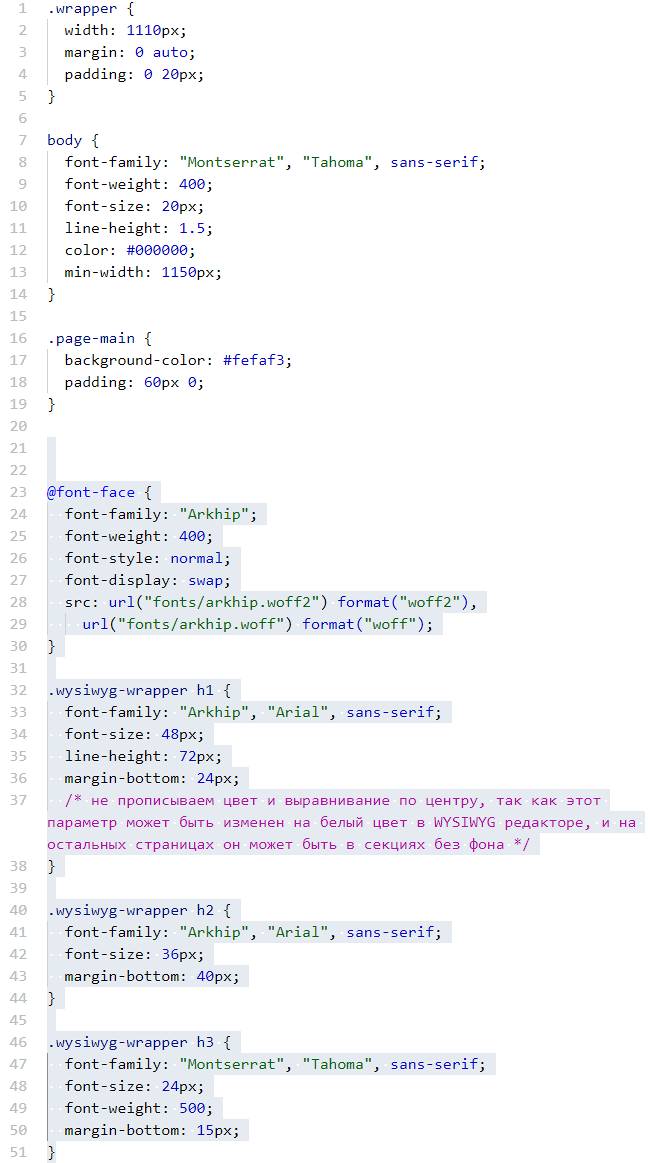 1 .wrapper {
2 width: 1110px;
3 margin: 0 auto;
4 padding: 0 20px;
5 }
6
7 body {
8 font-family: "Montserrat", "Tahoma", sans-serif;
9 font-weight: 400;
10 font-size: 20px;
11 line-height: 1.5;
12 color: #000000;
13 min-width: 1150px;
14 }
15
16 .page-main {
17 background-color: #fefaf3;
18 padding: 60px 0;
19 }
20
21
22
23 @font-face {
24 font-family: "Arkhip";
25 font-weight: 400;
26 font-style: normal;
27 font-display: swap;
28 src: url("fonts/arkhip.woff2") format("woff2"),
29 url("fonts/arkhip.woff") format("woff");
30 }
31
32 .wysiwyg-wrapper h1 {
33 font-family: "Arkhip", "Arial", sans-serif;
34 font-size: 48px;
35 line-height: 72px;
36 margin-bottom: 24px;
37 /* не прописываем цвет и выравнивание по центру, так как этот
параметр может быть изменен на белый цвет в WYSIWYG редакторе, и на
остальных страницах он может быть в секциях без фона */
38 }
39
40 .wysiwyg-wrapper h2 {
41 font-family: "Arkhip", "Arial", sans-serif;
42 font-size: 36px;
43 margin-bottom: 40px;
44 }
45
46 .wysiwyg-wrapper h3 {
47 font-family: "Montserrat", "Tahoma", sans-serif;
48 font-size: 24px;
49 font-weight: 500;
50 margin-bottom: 15px;
51 }